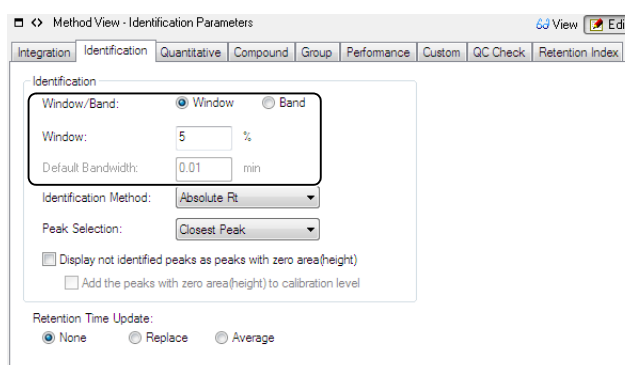 Method View - Identification Parameters View Edi
Integration Identification Quantitative Compound Group Performance Custom QC Check Retention Index
Identification
Window/Band: Window Band
Window: 5 %
Default Bandwidth: 0.01 min
Identification Method: Absolute Rt
Peak Selection: Closest Peak
Display not identified peaks as peaks with zero area(height)
Add the peaks with zero area(height) to calibration level
Retention Time Update:
None Replace Average